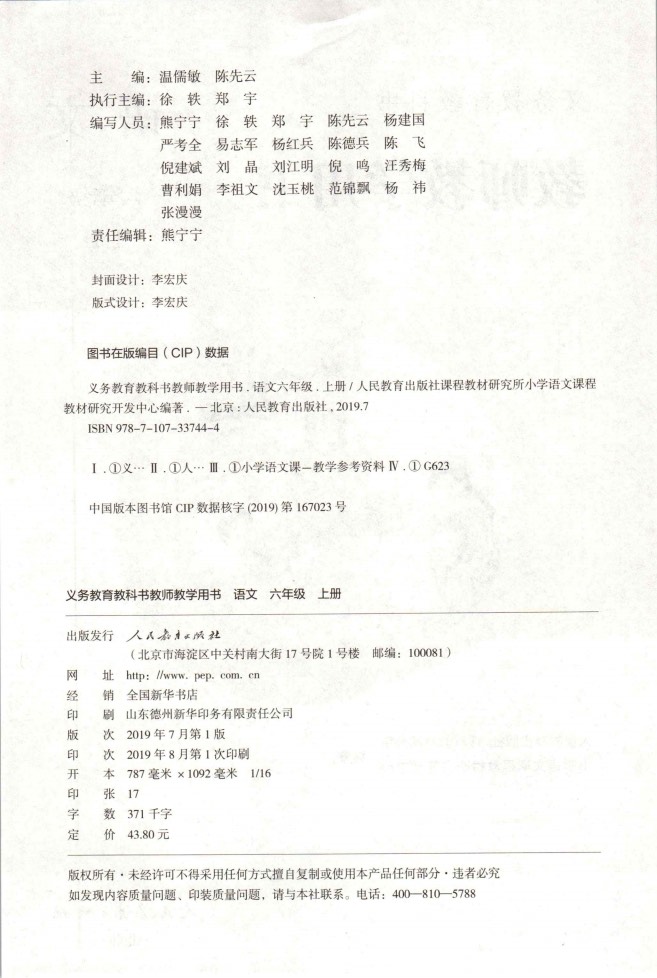 主　　编：温儒敏　陈先云
执行主编：徐　轶　郑　宇
编写人员：熊宁宁　徐　轶　郑　宇　陈先云　杨建国
严考全　易志军　杨红兵　陈德兵　陈　飞
倪建斌　刘　晶　刘江明　倪　鸣　汪秀梅
曹利娟　李祖文　沈玉桃　范锦飘　杨　祎
张漫漫
责任编辑：熊宁宁
封面设计：李宏庆
版式设计：李宏庆
图书在版编目（CIP）数据
义务教育教科书教师教学用书．语文六年级．上册 / 人民教育出版社课程教材研究所小学语文课程
教材研究开发中心编著．— 北京：人民教育出版社，2019.7
ISBN 978-7-107-33744-4
Ⅰ．①义… Ⅱ．①人… Ⅲ．①小学语文课—教学参考资料 Ⅳ．① G623
中国版本图书馆 CIP 数据核字 (2019) 第 167023 号
义务教育教科书教师教学用书　语文　六年级　上册
出版发行　人民教育出版社
（北京市海淀区中关村南大街 17 号院 1 号楼　邮编：100081）
网　　址　http: //www. pep. com. cn
经　　销　全国新华书店
印　　刷　山东德州新华印务有限责任公司
版　　次　2019 年 7 月第 1 版
印　　次　2019 年 8 月第 1 次印刷
开　　本　787 毫米 ×1092 毫米　1/16
印　　张　17
字　　数　371 千字
定　　价　43.80 元
版权所有·未经许可不得采用任何方式擅自复制或使用本产品任何部分·违者必究
如发现内容质量问题、印装质量问题，请与本社联系。电话：400—810—5788